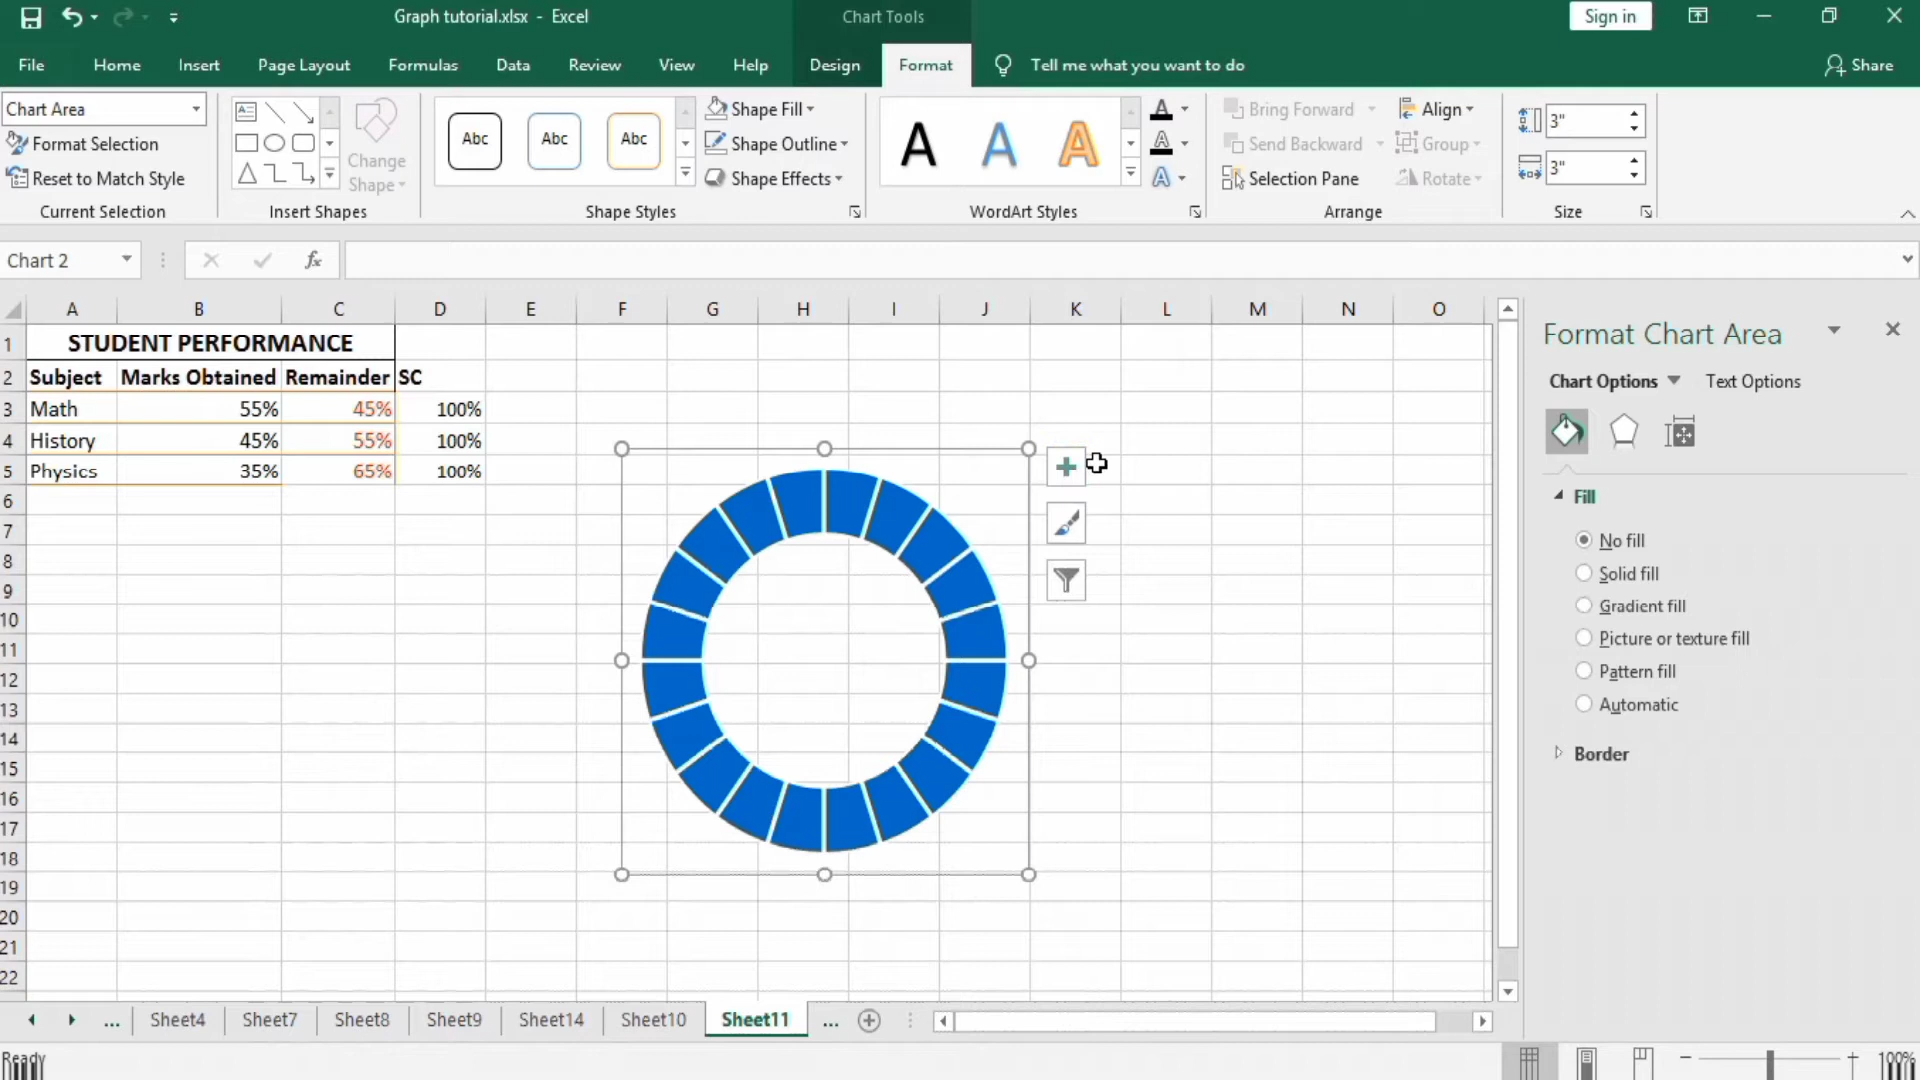 Graph tutorial.xlsx - Excel
Chart Tools
Sign in
File Home Insert Page Layout Formulas Data Review View Help Design Format Tell me what you want to do Share
Chart Area
Format Selection
Reset to Match Style
Current Selection
Change
Shape
Insert Shapes
Abc Abc Abc
Shape Fill
Shape Outline
Shape Effects
Shape Styles
A A A
A
A
A
WordArt Styles
Bring Forward
Send Backward
Selection Pane
Align
Group
Rotate
Arrange
3"
3"
Size
Chart 2
fx
A B C D E F G H I J K L M N O
1 STUDENT PERFORMANCE
2 Subject Marks Obtained Remainder SC
3 Math 55% 45% 100%
4 History 45% 55% 100%
5 Physics 35% 65% 100%
6
7
8
9
10
11
12
13
14
15
16
17
18
19
20
21
22
Format Chart Area
Chart Options Text Options
Fill
No fill
Solid fill
Gradient fill
Picture or texture fill
Pattern fill
Automatic
Border
... Sheet4 Sheet7 Sheet8 Sheet9 Sheet14 Sheet10 Sheet11 ...
Ready
100%